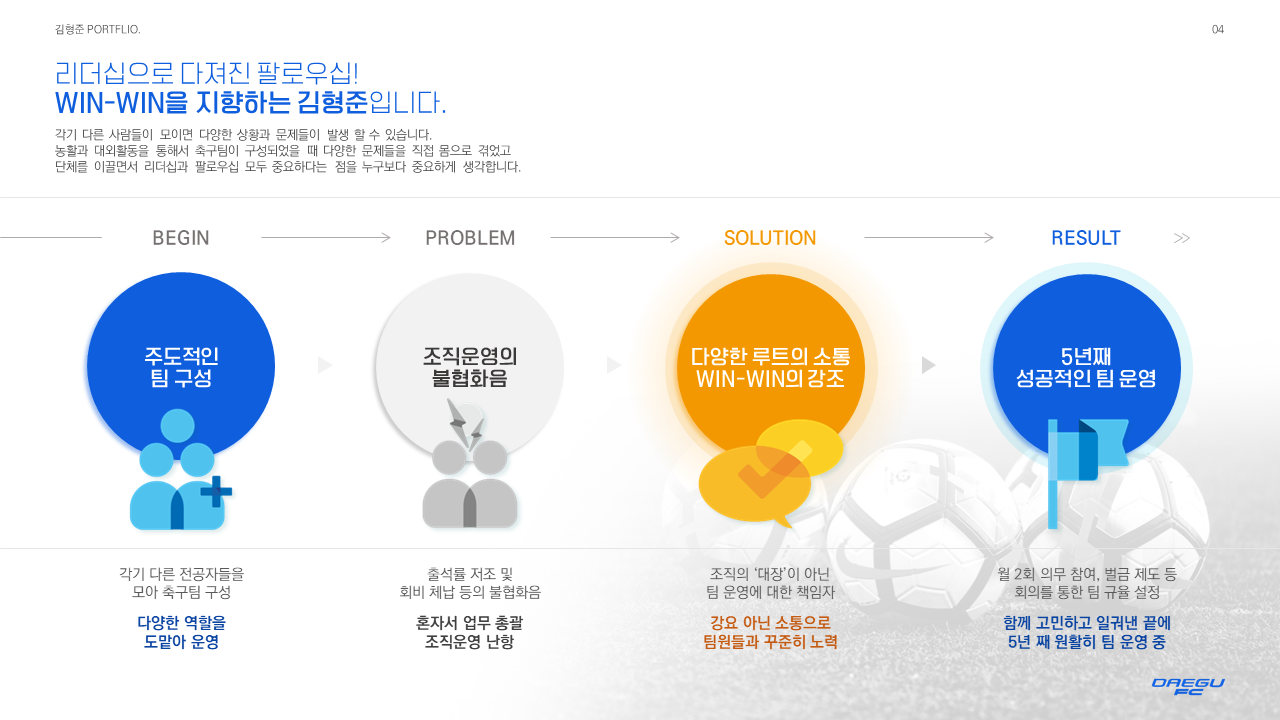 김형준 PORTFLIO.
04
리더십으로 다져진 팔로우십!
WIN-WIN을 지향하는 김형준입니다.
각기 다른 사람들이 모이면 다양한 상황과 문제들이 발생 할 수 있습니다.
농활과 대외활동을 통해서 축구팀이 구성되었을 때 다양한 문제들을 직접 몸으로 겪었고
단체를 이끌면서 리더십과 팔로우십 모두 중요하다는 점을 누구보다 중요하게 생각합니다.
BEGIN
PROBLEM
SOLUTION
RESULT
주도적인
팀 구성
조직운영의
불협화음
다양한 루트의 소통
WIN-WIN의 강조
5년째
성공적인 팀 운영
각기 다른 전공자들을
모아 축구팀 구성
다양한 역할을
도맡아 운영
출석률 저조 및
회비 체납 등의 불협화음
혼자서 업무 총괄
조직운영 난항
조직의 ‘대장’이 아닌
팀 운영에 대한 책임자
강요 아닌 소통으로
팀원들과 꾸준히 노력
월 2회 의무 참여, 벌금 제도 등
회의를 통한 팀 규율 설정
함께 고민하고 일궈낸 끝에
5년 째 원활히 팀 운영 중
DAEGU
FC